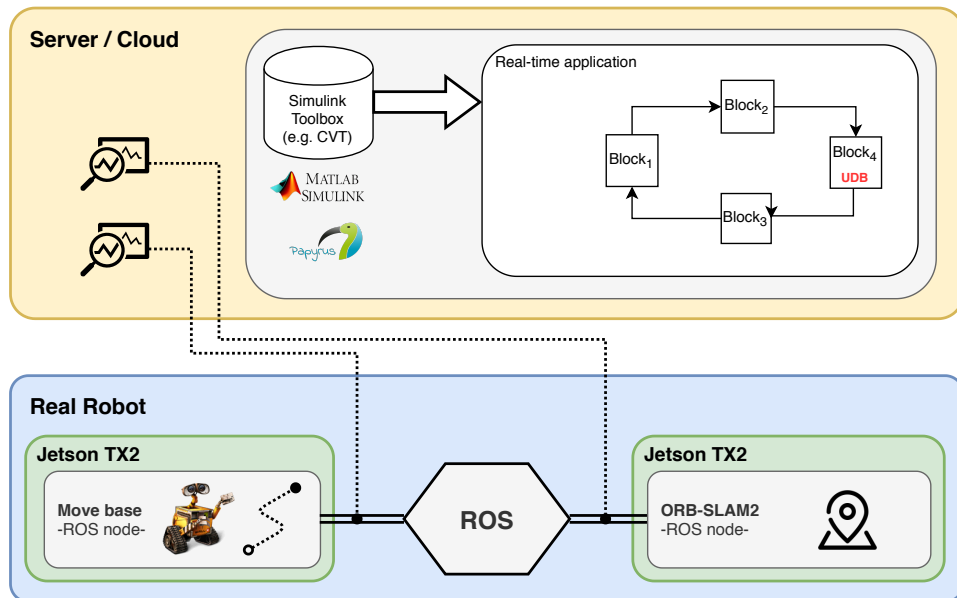 Server / Cloud
Simulink
Toolbox
(e.g. CVT)
MATLAB
SIMULINK
Papyrus
Real-time application
Block1
Block2
Block4
UDB
Block3
Real Robot
Jetson TX2
Move base
-ROS node-
ROS
Jetson TX2
ORB-SLAM2
-ROS node-